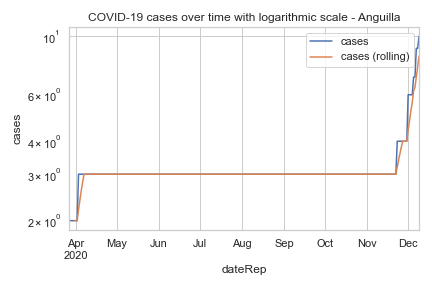 COVID-19 cases over time with logarithmic scale - Anguilla
cases
cases (rolling)
10¹
6 × 10⁰
4 × 10⁰
3 × 10⁰
2 × 10⁰
cases
Apr May Jun Jul Aug Sep Oct Nov Dec
2020
dateRep